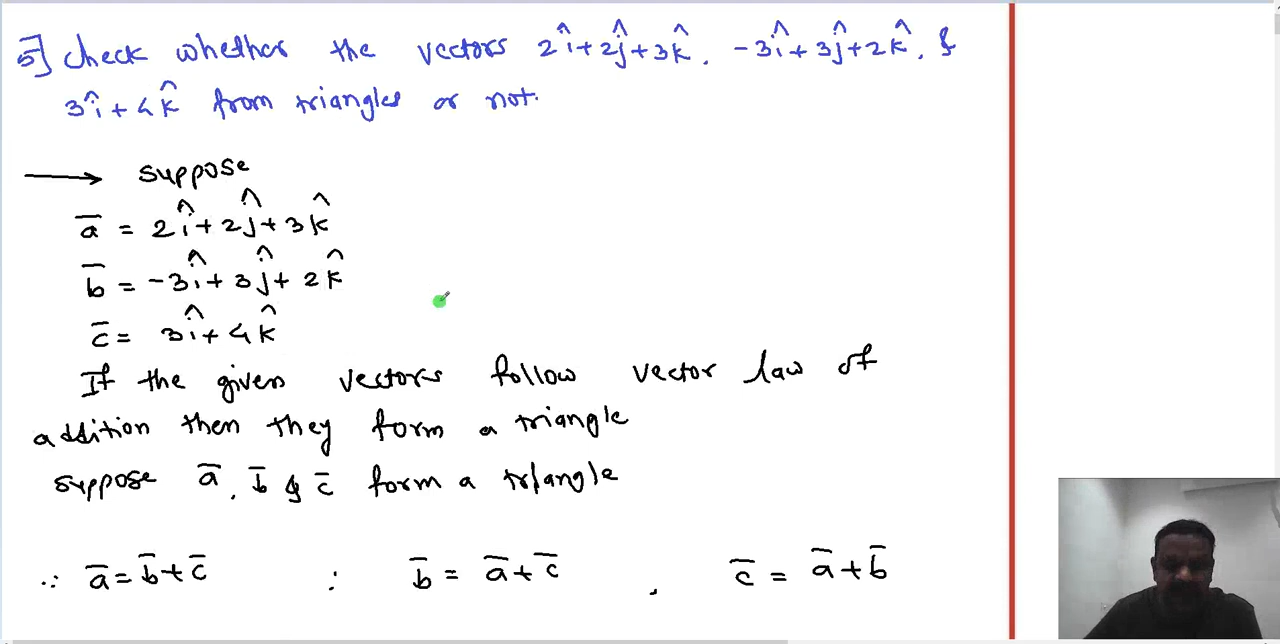 5] Check whether the vectors 2î+2ĵ+3k̂, -3î+3ĵ+2k̂, &
3î+4k̂ from triangles or not.
→ suppose
a̅ = 2î+2ĵ+3k̂
b̅ = -3î+3ĵ+2k̂
c̅ = 3î+4k̂
If the given vectors follow vector law of
addition then they form a triangle
suppose a̅, b̅ & c̅ form a triangle
∴ a̅=b̅+c̅ : b̅ = a̅+c̅ , c̅ = a̅+b̅